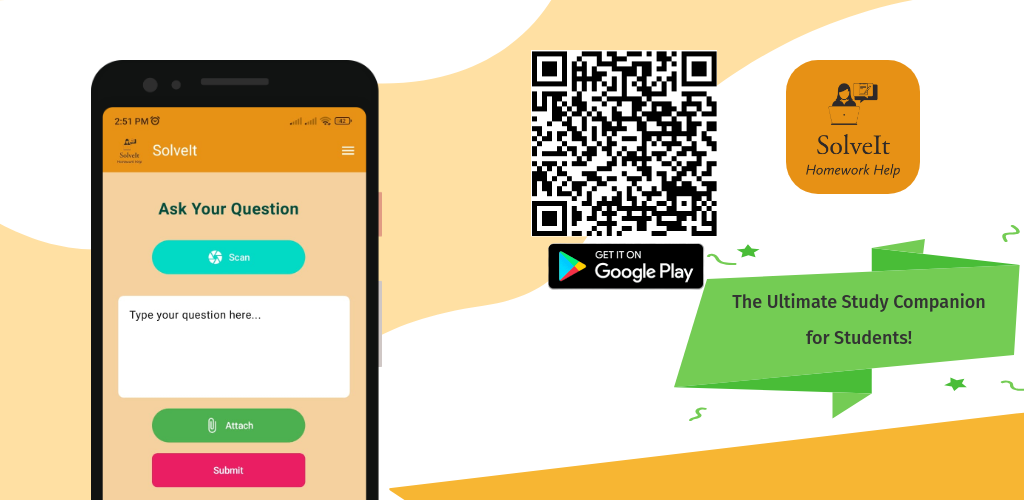 2:51 PM
42
SolveIt
Homework Help
SolveIt
Ask Your Question
Scan
Type your question here...
Attach
Submit
GET IT ON
Google Play
SolveIt
Homework Help
The Ultimate Study Companion
for Students!